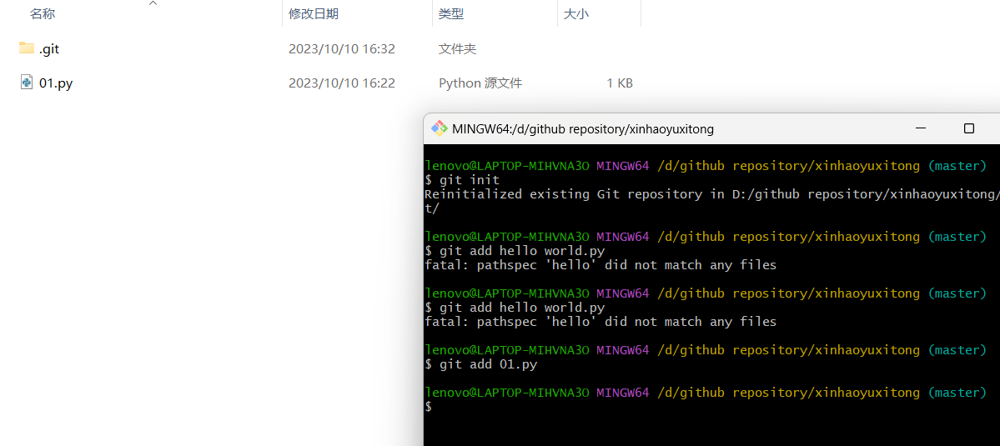 名称 修改日期 类型 大小
.git 2023/10/10 16:32 文件夹
01.py 2023/10/10 16:22 Python 源文件 1 KB
MINGW64:/d/github repository/xinhaoyuxitong
lenovo@LAPTOP-MIHVNA3O MINGW64 /d/github repository/xinhaoyuxitong (master)
$ git init
Reinitialized existing Git repository in D:/github repository/xinhaoyuxitong/
t/
lenovo@LAPTOP-MIHVNA3O MINGW64 /d/github repository/xinhaoyuxitong (master)
$ git add hello world.py
fatal: pathspec 'hello' did not match any files
lenovo@LAPTOP-MIHVNA3O MINGW64 /d/github repository/xinhaoyuxitong (master)
$ git add hello world.py
fatal: pathspec 'hello' did not match any files
lenovo@LAPTOP-MIHVNA3O MINGW64 /d/github repository/xinhaoyuxitong (master)
$ git add 01.py
lenovo@LAPTOP-MIHVNA3O MINGW64 /d/github repository/xinhaoyuxitong (master)
$